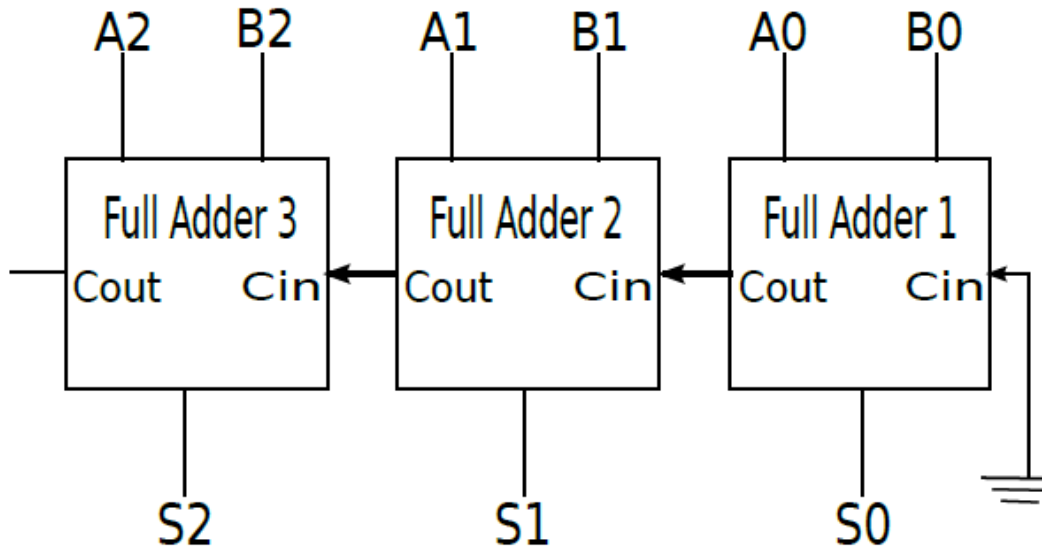 A2 B2 A1 B1 A0 B0
Full Adder 3 Full Adder 2 Full Adder 1
Cout Cin Cout Cin Cout Cin
S2 S1 S0